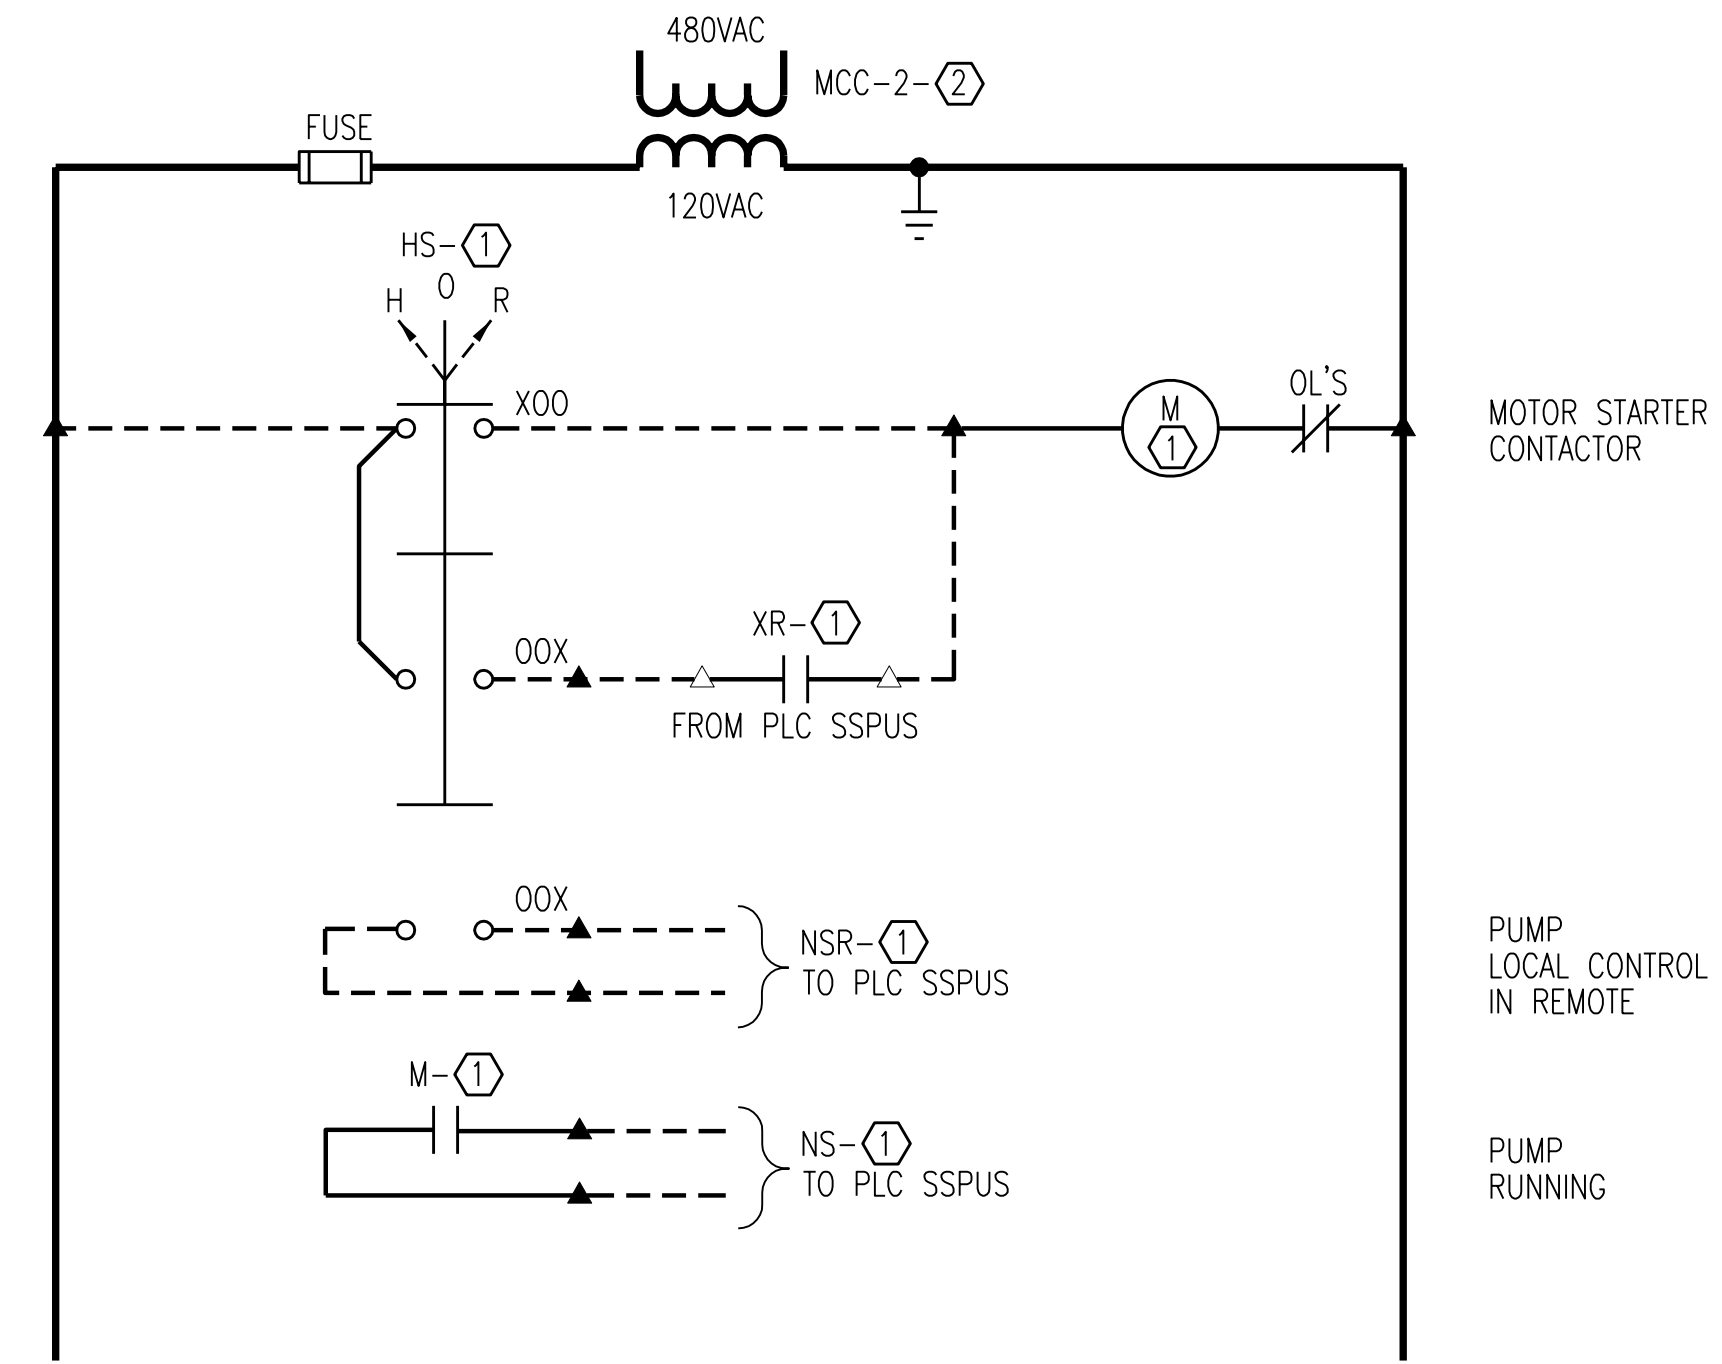 480VAC
MCC-2-2
FUSE
120VAC
HS-1
H O R
XOO
M
1
OL'S
MOTOR STARTER
CONTACTOR
XR-1
OOX
FROM PLC SSPUS
OOX
NSR-1
TO PLC SSPUS
PUMP
LOCAL CONTROL
IN REMOTE
M-1
NS-1
TO PLC SSPUS
PUMP
RUNNING